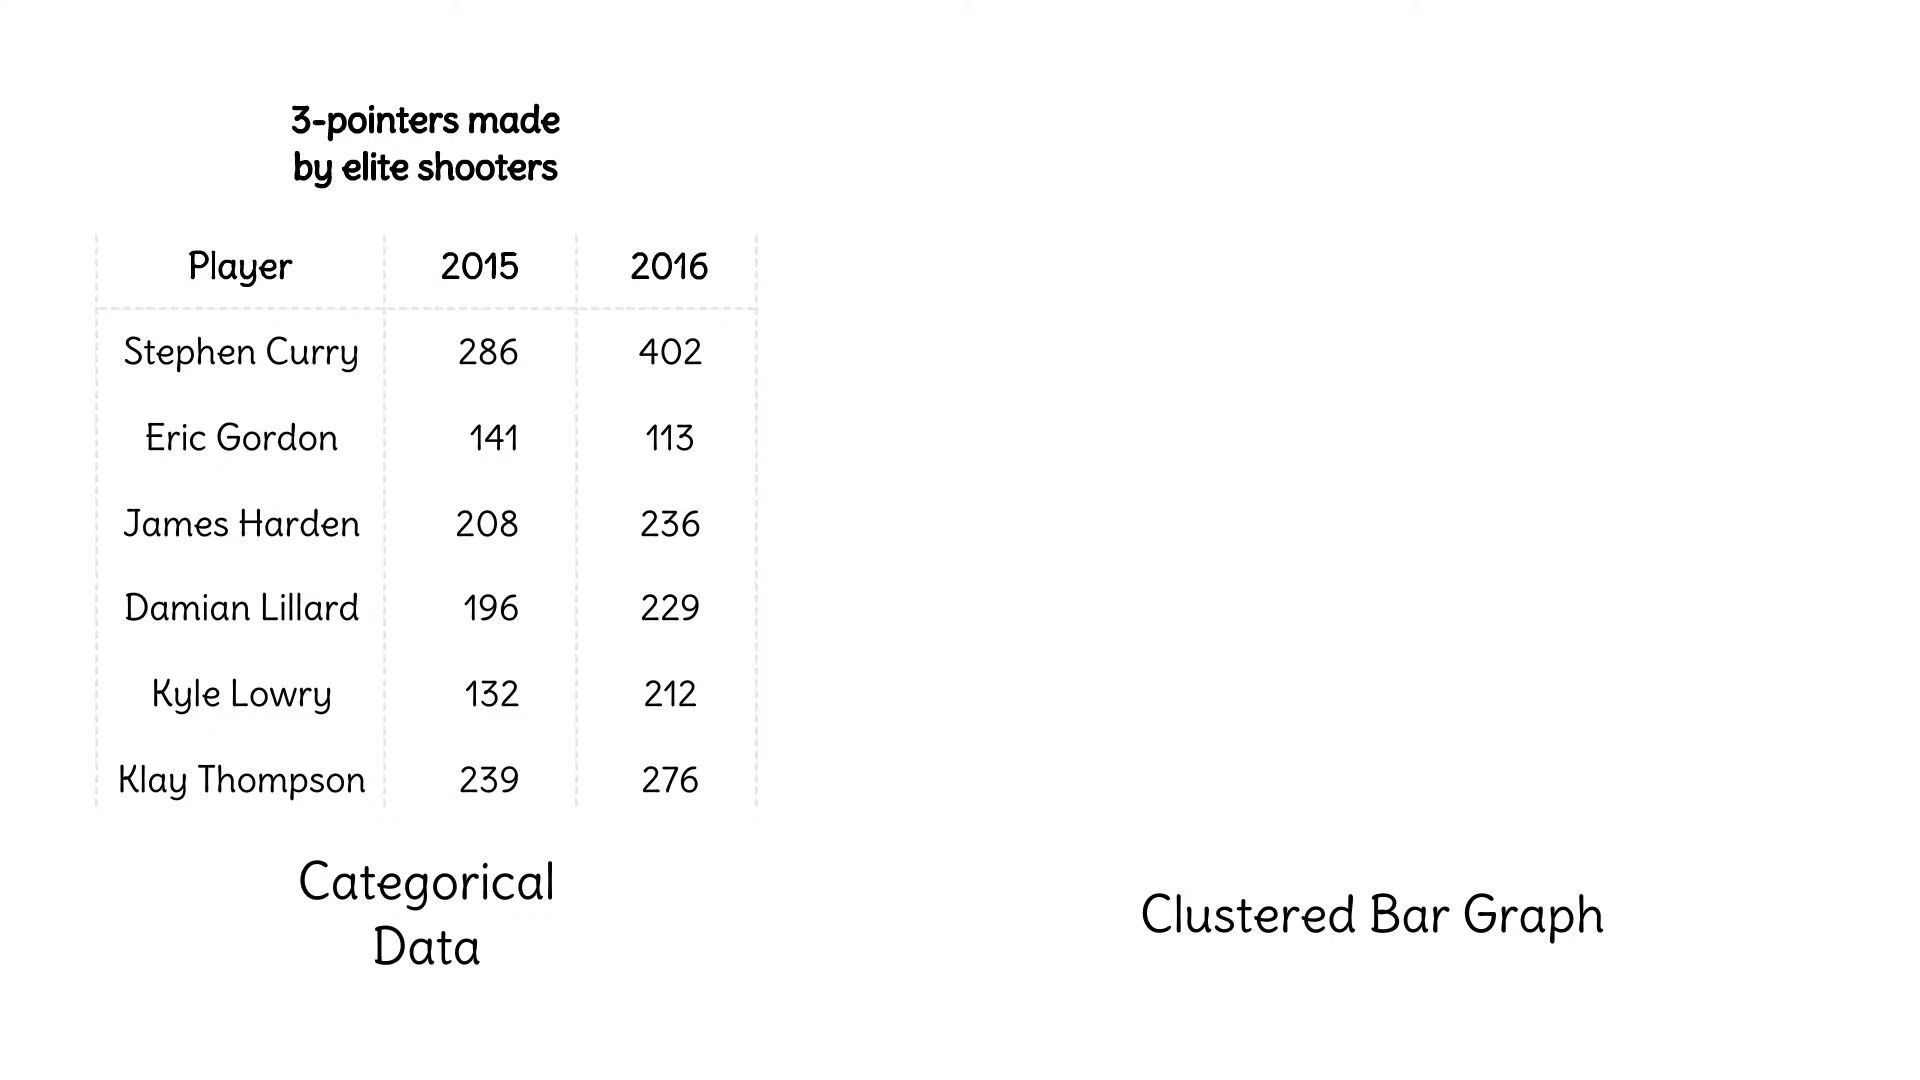 3-pointers made
by elite shooters
Player 2015 2016
Stephen Curry 286 402
Eric Gordon 141 113
James Harden 208 236
Damian Lillard 196 229
Kyle Lowry 132 212
Klay Thompson 239 276
Categorical
Data
Clustered Bar Graph